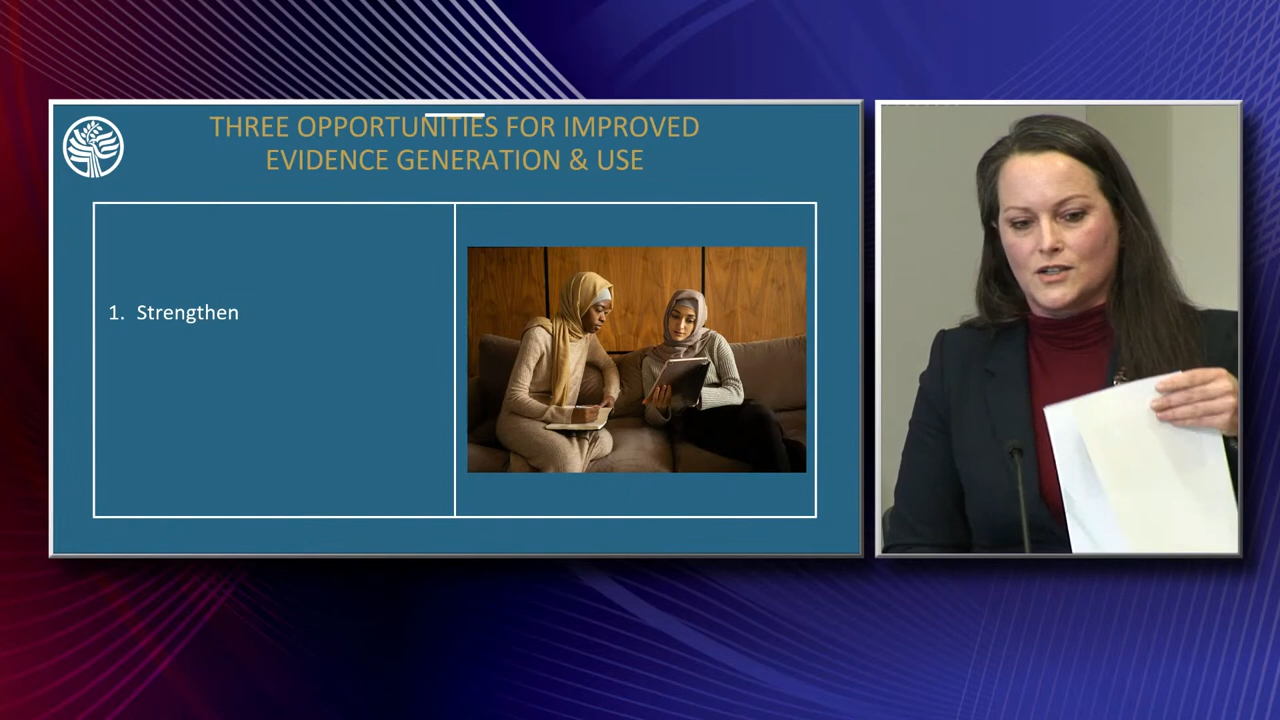 THREE OPPORTUNITIES FOR IMPROVED
EVIDENCE GENERATION & USE
1. Strengthen